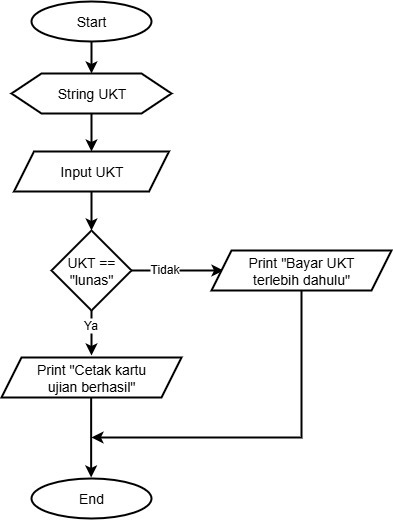 Start
String UKT
Input UKT
UKT ==
"lunas"
Tidak
Print "Bayar UKT
terlebih dahulu"
Ya
Print "Cetak kartu
ujian berhasil"
End